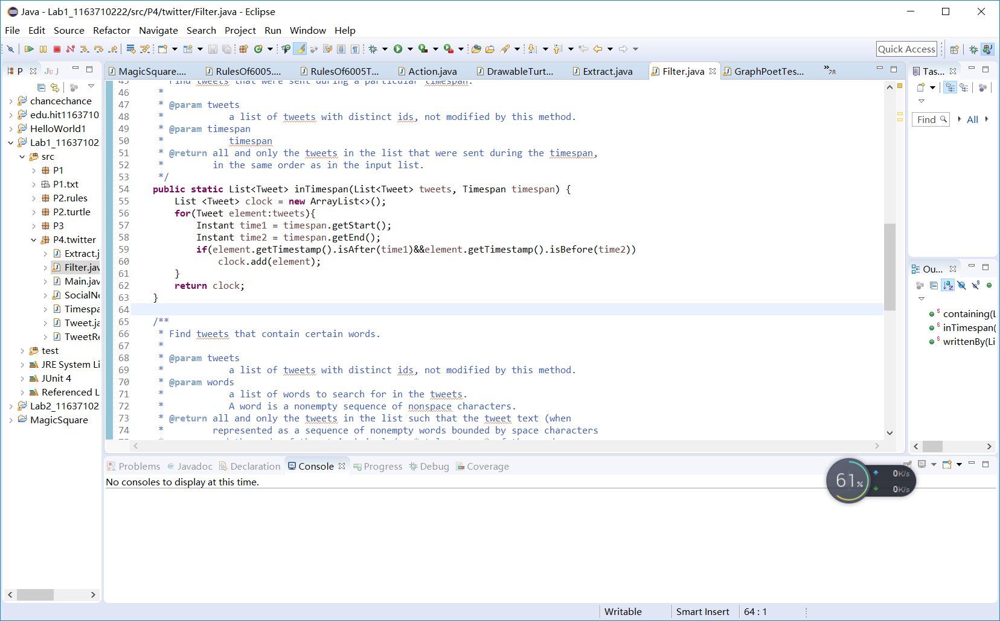 Java - Lab1_1163710222/src/P4/twitter/Filter.java - Eclipse
File Edit Source Refactor Navigate Search Project Run Window Help
Quick Access
P
Ju J
MagicSquare....
RulesOf6005....
RulesOf6005T...
Action.java
DrawableTurt...
Extract.java
Filter.java
GraphPoetTes...
28
Tas...
chancechance
edu.hit1163710
HelloWorld1
Lab1_11637102
src
P1
P1.txt
P2.rules
P2.turtle
P3
P4.twitter
Extract.j
Filter.jav
Main.jav
SocialNe
Timespa
Tweet.ja
TweetRe
test
JRE System Li
JUnit 4
Referenced L
Lab2_11637102
MagicSquare
45 Find tweets that were sent during a particular timespan.
46 *
47 * @param tweets
48 * a list of tweets with distinct ids, not modified by this method.
49 * @param timespan
50 * timespan
51 * @return all and only the tweets in the list that were sent during the timespan,
52 * in the same order as in the input list.
53 */
54 public static List<Tweet> inTimespan(List<Tweet> tweets, Timespan timespan) {
55 List <Tweet> clock = new ArrayList<>();
56 for(Tweet element:tweets){
57 Instant time1 = timespan.getStart();
58 Instant time2 = timespan.getEnd();
59 if(element.getTimestamp().isAfter(time1)&&element.getTimestamp().isBefore(time2))
60 clock.add(element);
61 }
62 return clock;
63 }
64
65 /**
66 * Find tweets that contain certain words.
67 *
68 * @param tweets
69 * a list of tweets with distinct ids, not modified by this method.
70 * @param words
71 * a list of words to search for in the tweets.
72 * A word is a nonempty sequence of nonspace characters.
73 * @return all and only the tweets in the list such that the tweet text (when
74 * represented as a sequence of nonempty words bounded by space characters
Find
All
Ou...
containing(L
inTimespan(
writtenBy(Li
Problems @ Javadoc Declaration Console Progress Debug Coverage
No consoles to display at this time.
61%
0K/s
0K/s
Writable
Smart Insert
64 : 1